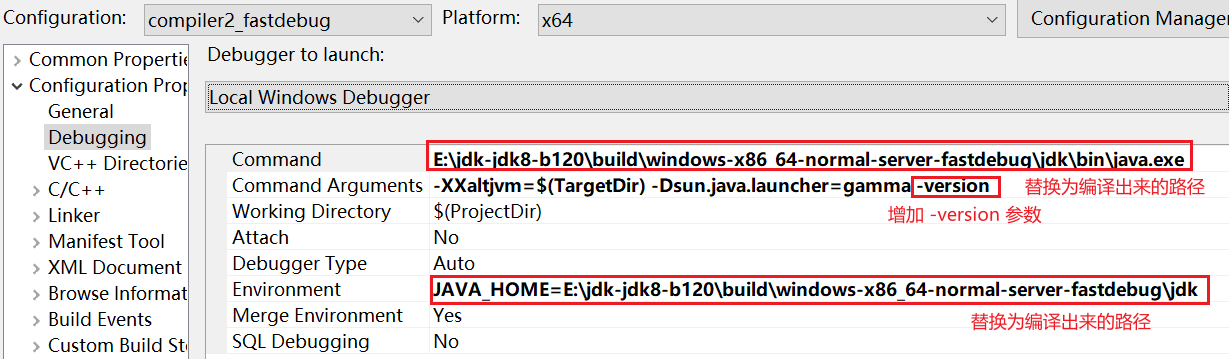 Configuration: compiler2_fastdebug Platform: x64 Configuration Manager
Common Propertie
Configuration Prop
General
Debugging
VC++ Directories
C/C++
Linker
Manifest Tool
XML Document
Browse Informat
Build Events
Custom Build Ste
Debugger to launch:
Local Windows Debugger
Command E:\jdk-jdk8-b120\build\windows-x86_64-normal-server-fastdebug\jdk\bin\java.exe
Command Arguments -XXaltjvm=$(TargetDir) -Dsun.java.launcher=gamma -version 替换为编译出来的路径
Working Directory $(ProjectDir) 增加 -version 参数
Attach No
Debugger Type Auto
Environment JAVA_HOME=E:\jdk-jdk8-b120\build\windows-x86_64-normal-server-fastdebug\jdk
Merge Environment Yes 替换为编译出来的路径
SQL Debugging No